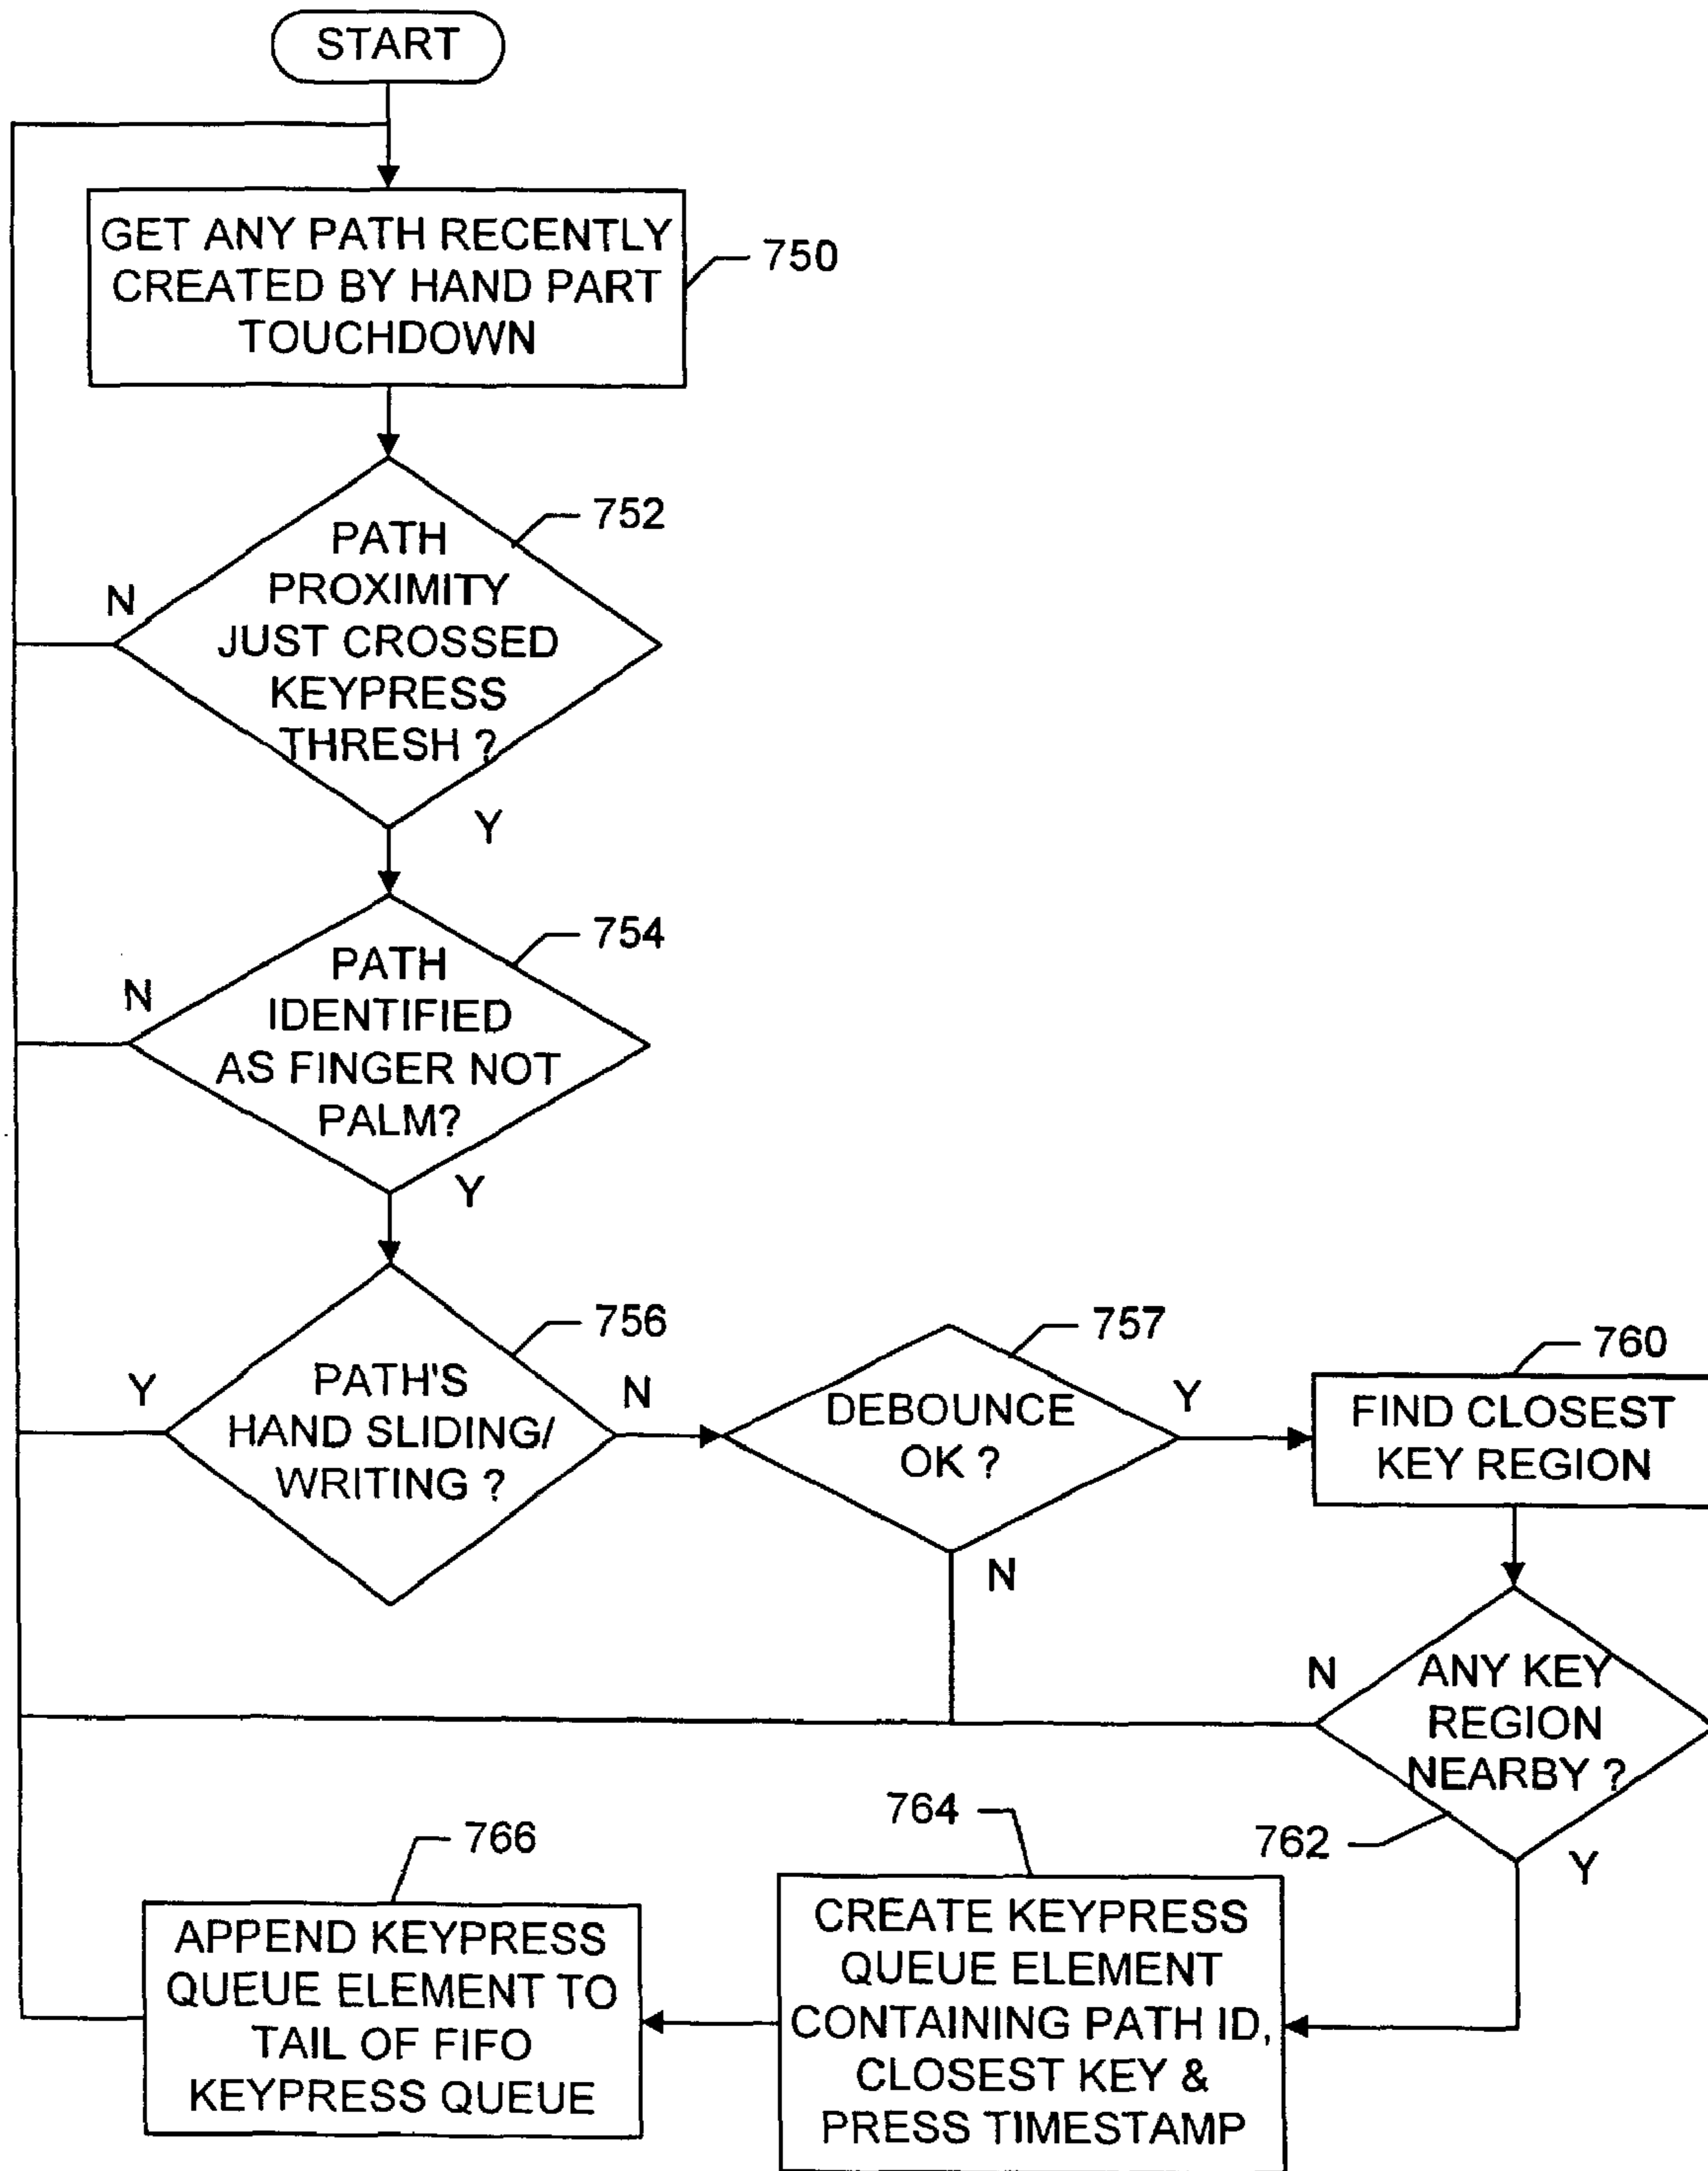 START
GET ANY PATH RECENTLY
CREATED BY HAND PART
TOUCHDOWN
750
752
PATH
PROXIMITY
JUST CROSSED
KEYPRESS
THRESH ?
N
Y
754
PATH
IDENTIFIED
AS FINGER NOT
PALM?
N
Y
756
PATH'S
HAND SLIDING/
WRITING ?
Y
N
757
DEBOUNCE
OK ?
Y
N
760
FIND CLOSEST
KEY REGION
ANY KEY
REGION
NEARBY ?
N
762
Y
764
CREATE KEYPRESS
QUEUE ELEMENT
CONTAINING PATH ID,
CLOSEST KEY &
PRESS TIMESTAMP
766
APPEND KEYPRESS
QUEUE ELEMENT TO
TAIL OF FIFO
KEYPRESS QUEUE